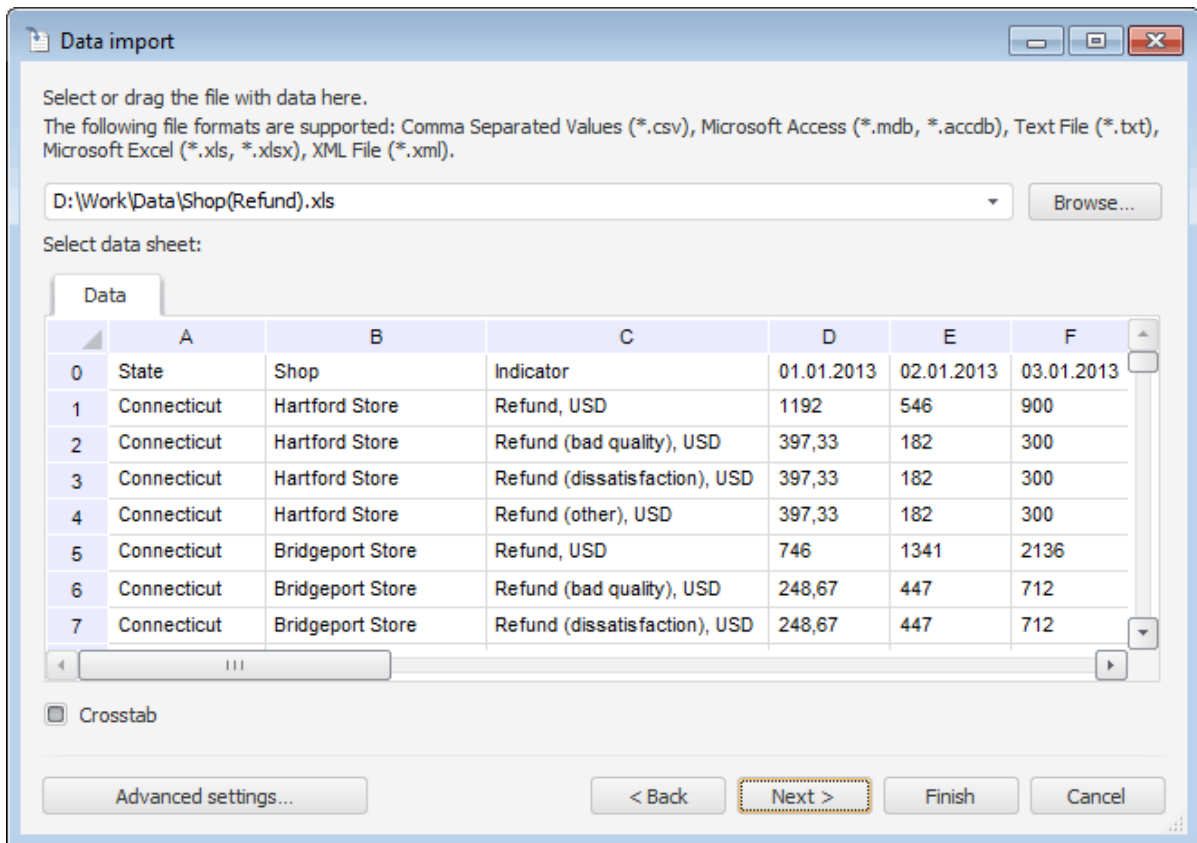 Data import
Select or drag the file with data here.
The following file formats are supported: Comma Separated Values (*.csv), Microsoft Access (*.mdb, *.accdb), Text File (*.txt),
Microsoft Excel (*.xls, *.xlsx), XML File (*.xml).
D:\Work\Data\Shop(Refund).xls Browse...
Select data sheet:
Data
A B C D E F
0 State Shop Indicator 01.01.2013 02.01.2013 03.01.2013
1 Connecticut Hartford Store Refund, USD 1192 546 900
2 Connecticut Hartford Store Refund (bad quality), USD 397,33 182 300
3 Connecticut Hartford Store Refund (dissatisfaction), USD 397,33 182 300
4 Connecticut Hartford Store Refund (other), USD 397,33 182 300
5 Connecticut Bridgeport Store Refund, USD 746 1341 2136
6 Connecticut Bridgeport Store Refund (bad quality), USD 248,67 447 712
7 Connecticut Bridgeport Store Refund (dissatisfaction), USD 248,67 447 712
Crosstab
Advanced settings... < Back Next > Finish Cancel